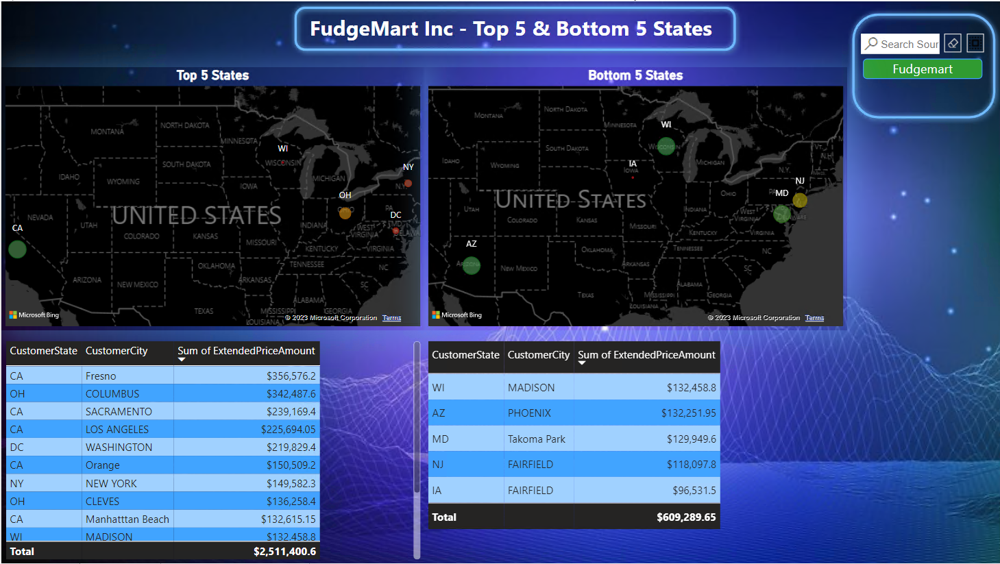 FudgeMart Inc - Top 5 & Bottom 5 States
Search Sour
Fudgemart
Top 5 States
MONTANA
NORTH DAKOTA
MINNESOTA
WI
WISCONSIN
SOUTH DAKOTA
NY
N.Y.
IDAHO
WYOMING
MICHIGAN
IOWA
OH
OHIO
PA
DC
NEVADA
UNITED STATES
CA
UTAH
COLORADO
KANSAS
INDIANA
WEST
VIRGINIA
MD
MISSOURI
KENTUCKY
VIRGINIA
OKLAHOMA
TENNESSEE
NC
ARIZONA
NEW MEXICO
ARKANSAS
SC
ALABAMA
TEXAS
MISSISSIPPI
GEORGIA
LOUISIANA
Microsoft Bing
© 2023 Microsoft Corporation Terms
Bottom 5 States
MONTANA
NORTH DAKOTA
MINNESOTA
WI
WISCONSIN
SOUTH DAKOTA
VT.
N.H.
IDAHO
WYOMING
IA
IOWA
MICHIGAN
N.Y.
MASS
NJ
PA
MD
OHIO
UNITED STATES
UTAH
COLORADO
KANSAS
INDIANA
WEST
VIRGINIA
DELAWARE
MISSOURI
KENTUCKY
VIRGINIA
AZ
ARIZONA
NEW MEXICO
OKLAHOMA
TENNESSEE
NC
ARKANSAS
SC
ALABAMA
TEXAS
MISSISSIPPI
GEORGIA
LOUISIANA
Microsoft Bing
© 2023 Microsoft Corporation Terms
CustomerState CustomerCity Sum of ExtendedPriceAmount
CA Fresno $356,576.2
OH COLUMBUS $342,487.6
CA SACRAMENTO $239,169.4
CA LOS ANGELES $225,694.05
DC WASHINGTON $219,829.4
CA Orange $150,509.2
NY NEW YORK $149,582.3
OH CLEVES $136,258.4
CA Manhatttan Beach $132,615.15
WI MADISON $132,458.8
Total $2,511,400.6
CustomerState CustomerCity Sum of ExtendedPriceAmount
WI MADISON $132,458.8
AZ PHOENIX $132,251.95
MD Takoma Park $129,949.6
NJ FAIRFIELD $118,097.8
IA FAIRFIELD $96,531.5
Total $609,289.65